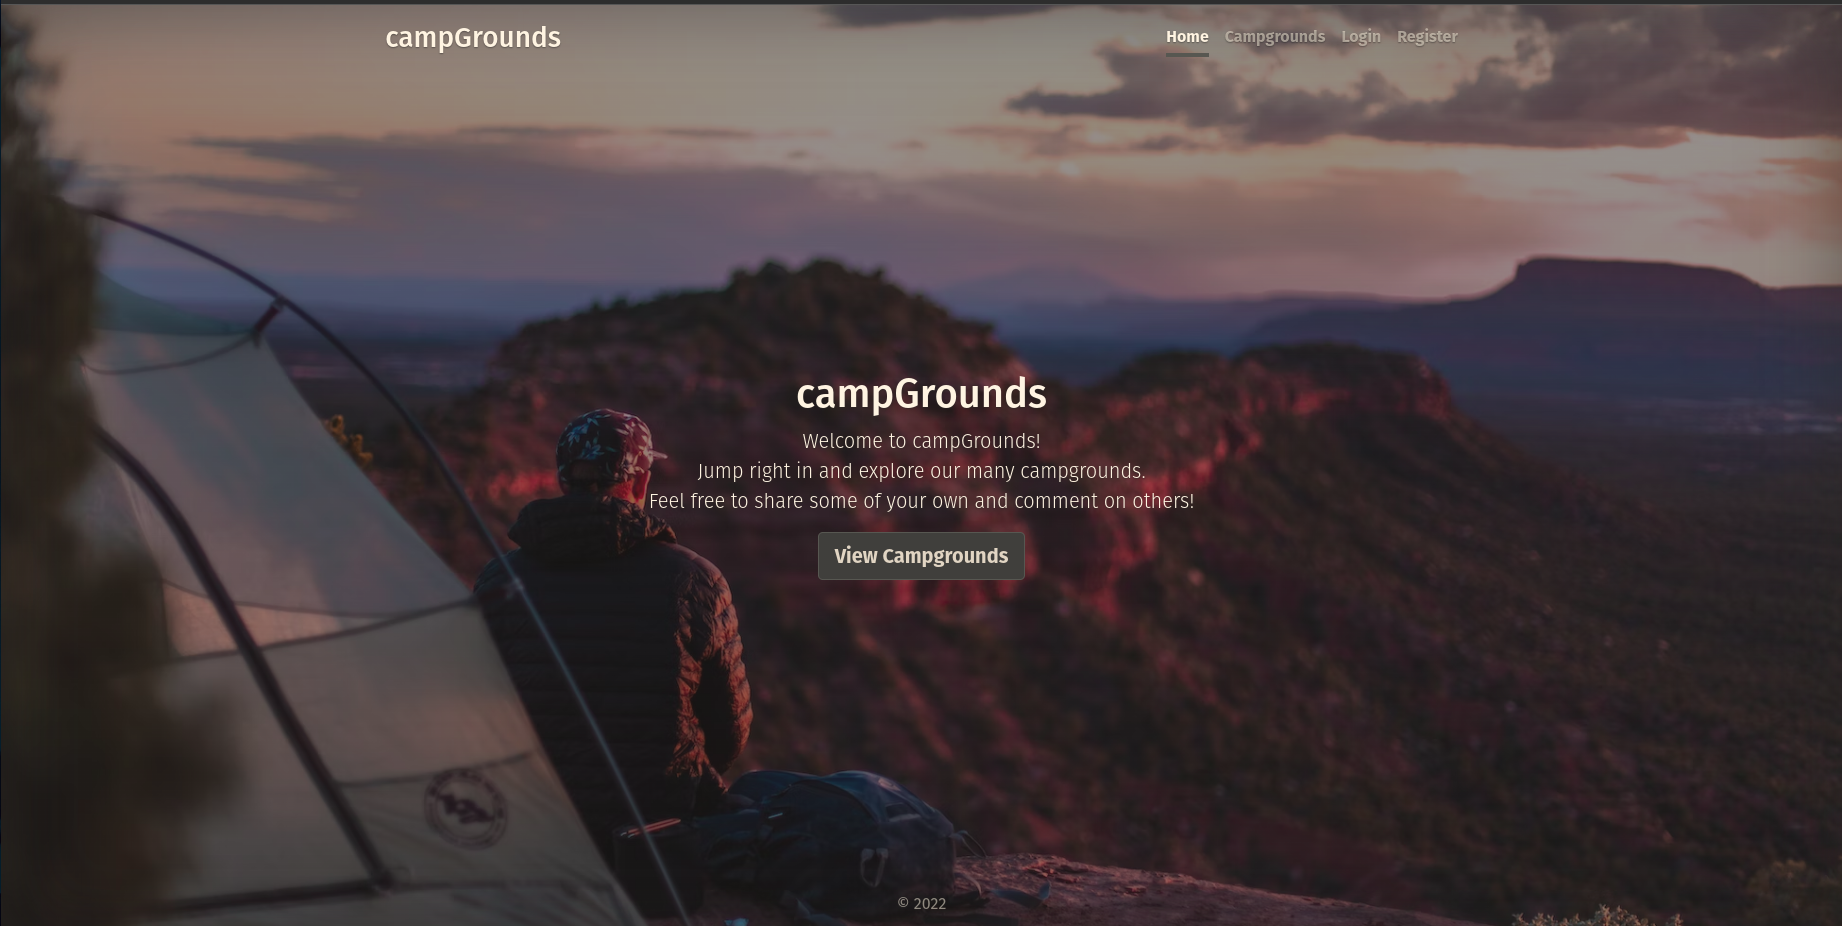 campGrounds
Home Campgrounds Login Register
campGrounds
Welcome to campGrounds!
Jump right in and explore our many campgrounds.
Feel free to share some of your own and comment on others!
View Campgrounds
© 2022